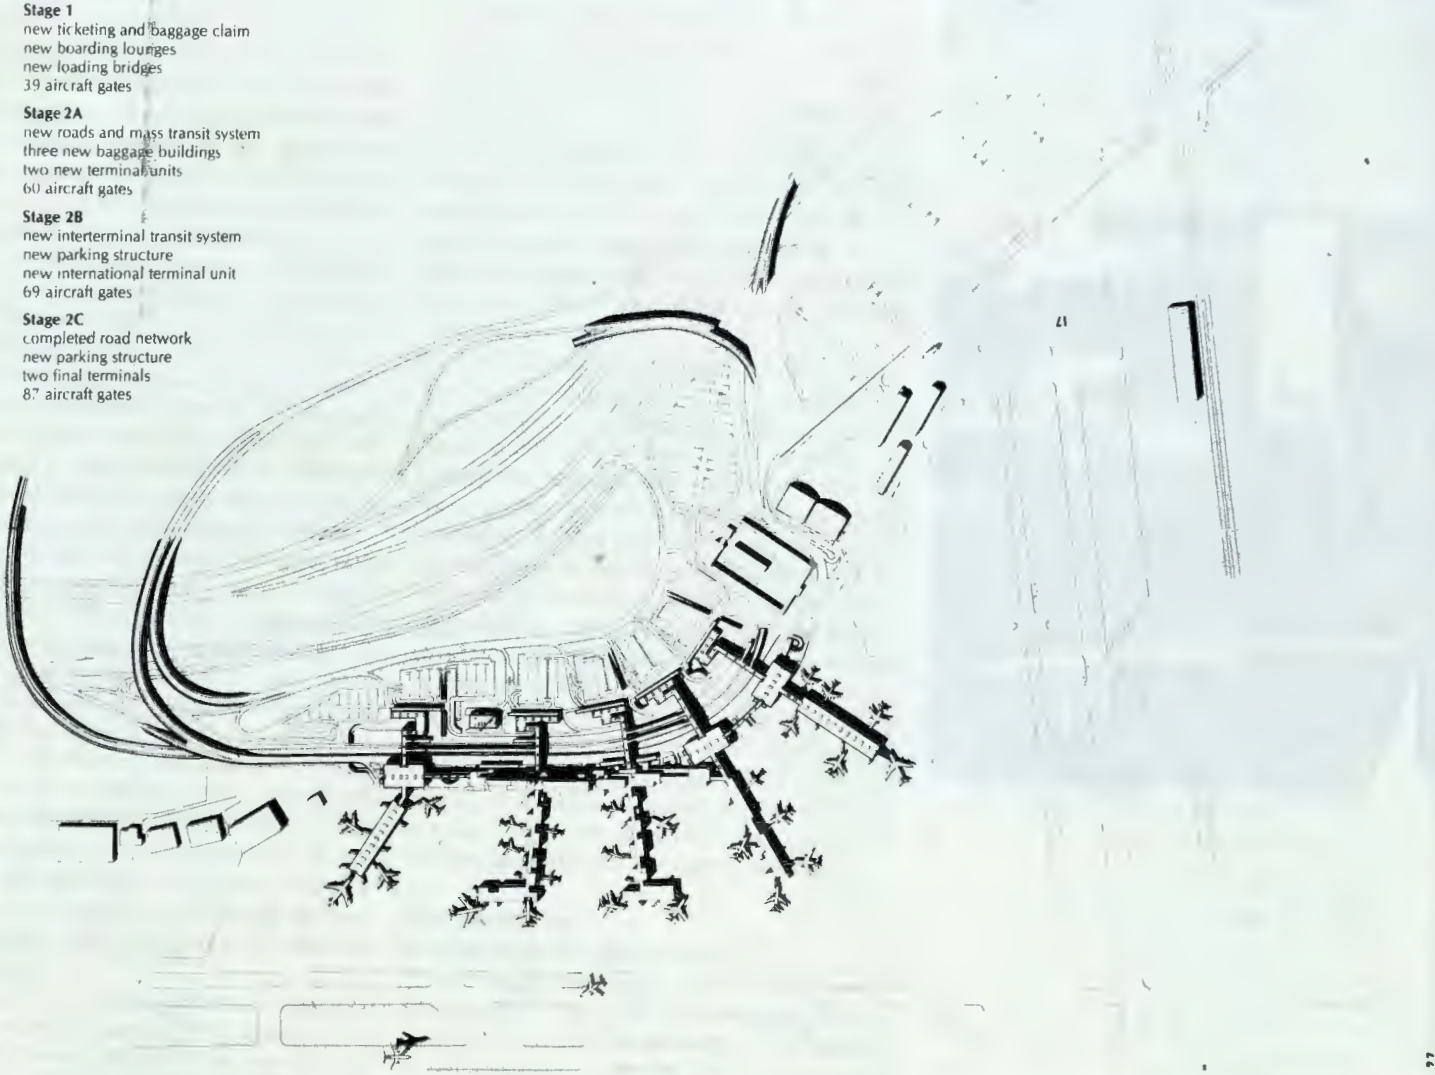 Stage 1
new ticketing and baggage claim
new boarding lounges
new loading bridges
39 aircraft gates
Stage 2A
new roads and mass transit system
three new baggage buildings
two new terminal units
60 aircraft gates
Stage 2B
new interterminal transit system
new parking structure
new international terminal unit
69 aircraft gates
Stage 2C
completed road network
new parking structure
two final terminals
87 aircraft gates
17